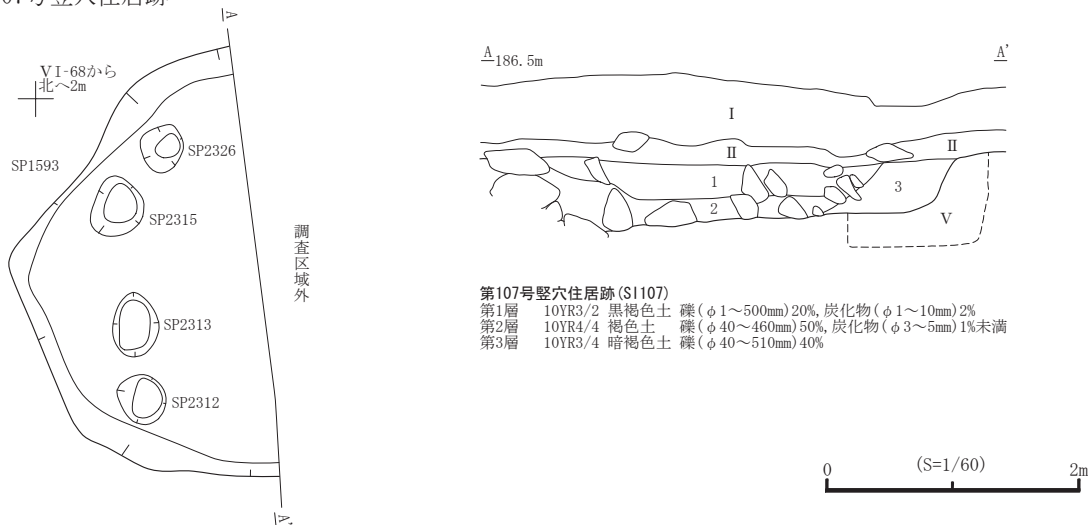 07号竪穴住居跡
A
VI-68から
北へ2m
SP1593
SP2326
SP2315
SP2313
SP2312
調査区域外
A'
A 186.5m A'
I
II
II
1
2
3
V
第107号竪穴住居跡(SI107)
第1層 10YR3/2 黒褐色土 礫(φ1~500mm)20%,炭化物(φ1~10mm)2%
第2層 10YR4/4 褐色土 礫(φ40~460mm)50%,炭化物(φ3~5mm)1%未満
第3層 10YR3/4 暗褐色土 礫(φ40~510mm)40%
0 (S=1/60) 2m